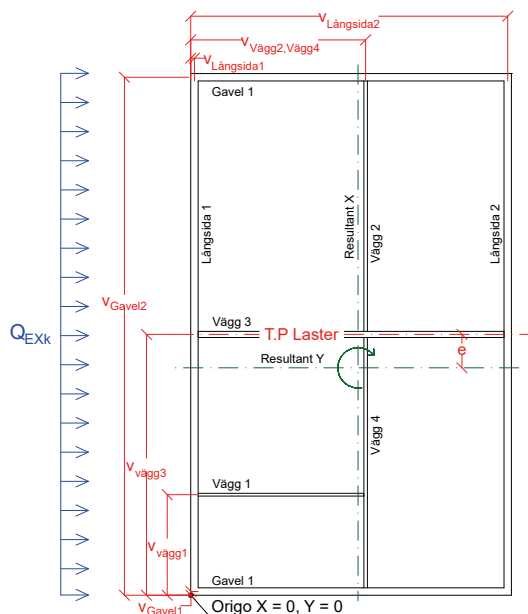 vLångsida2
vVägg2,Vägg4
vLångsida1
Gavel 1
Långsida 1
Resultant X
Vägg 2
Långsida 2
vGavel2
QEXk
Vägg 3
T.P Laster
Resultant Y
e
Vägg 4
vvägg3
Vägg 1
vvägg1
Gavel 1
vGavel1
Origo X = 0, Y = 0